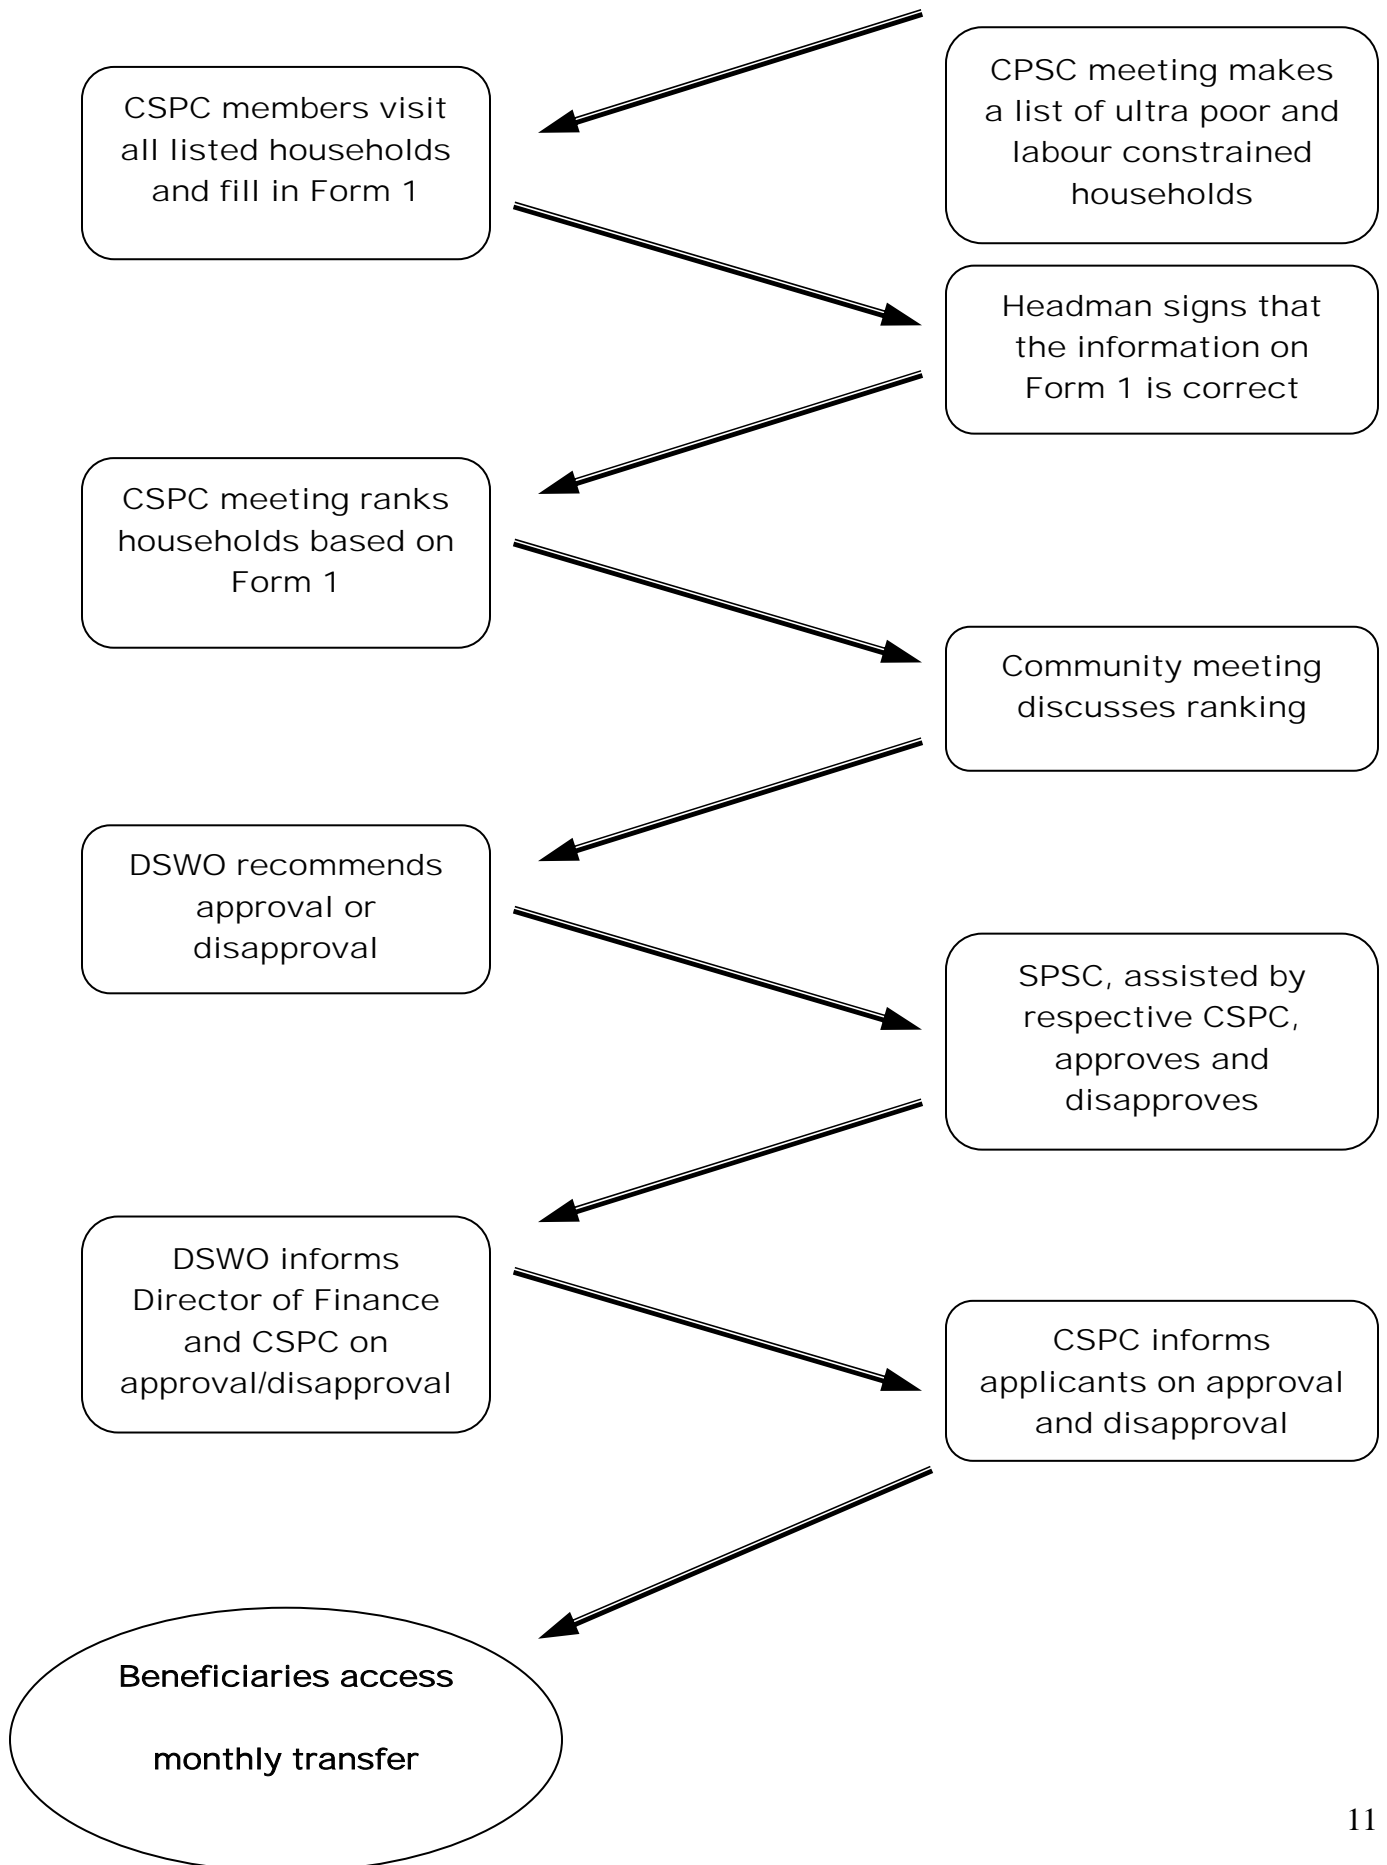 CPSC meeting makes
a list of ultra poor and
labour constrained
households
CSPC members visit
all listed households
and fill in Form 1
Headman signs that
the information on
Form 1 is correct
CSPC meeting ranks
households based on
Form 1
Community meeting
discusses ranking
DSWO recommends
approval or
disapproval
SPSC, assisted by
respective CSPC,
approves and
disapproves
DSWO informs
Director of Finance
and CSPC on
approval/disapproval
CSPC informs
applicants on approval
and disapproval
Beneficiaries access
monthly transfer
11